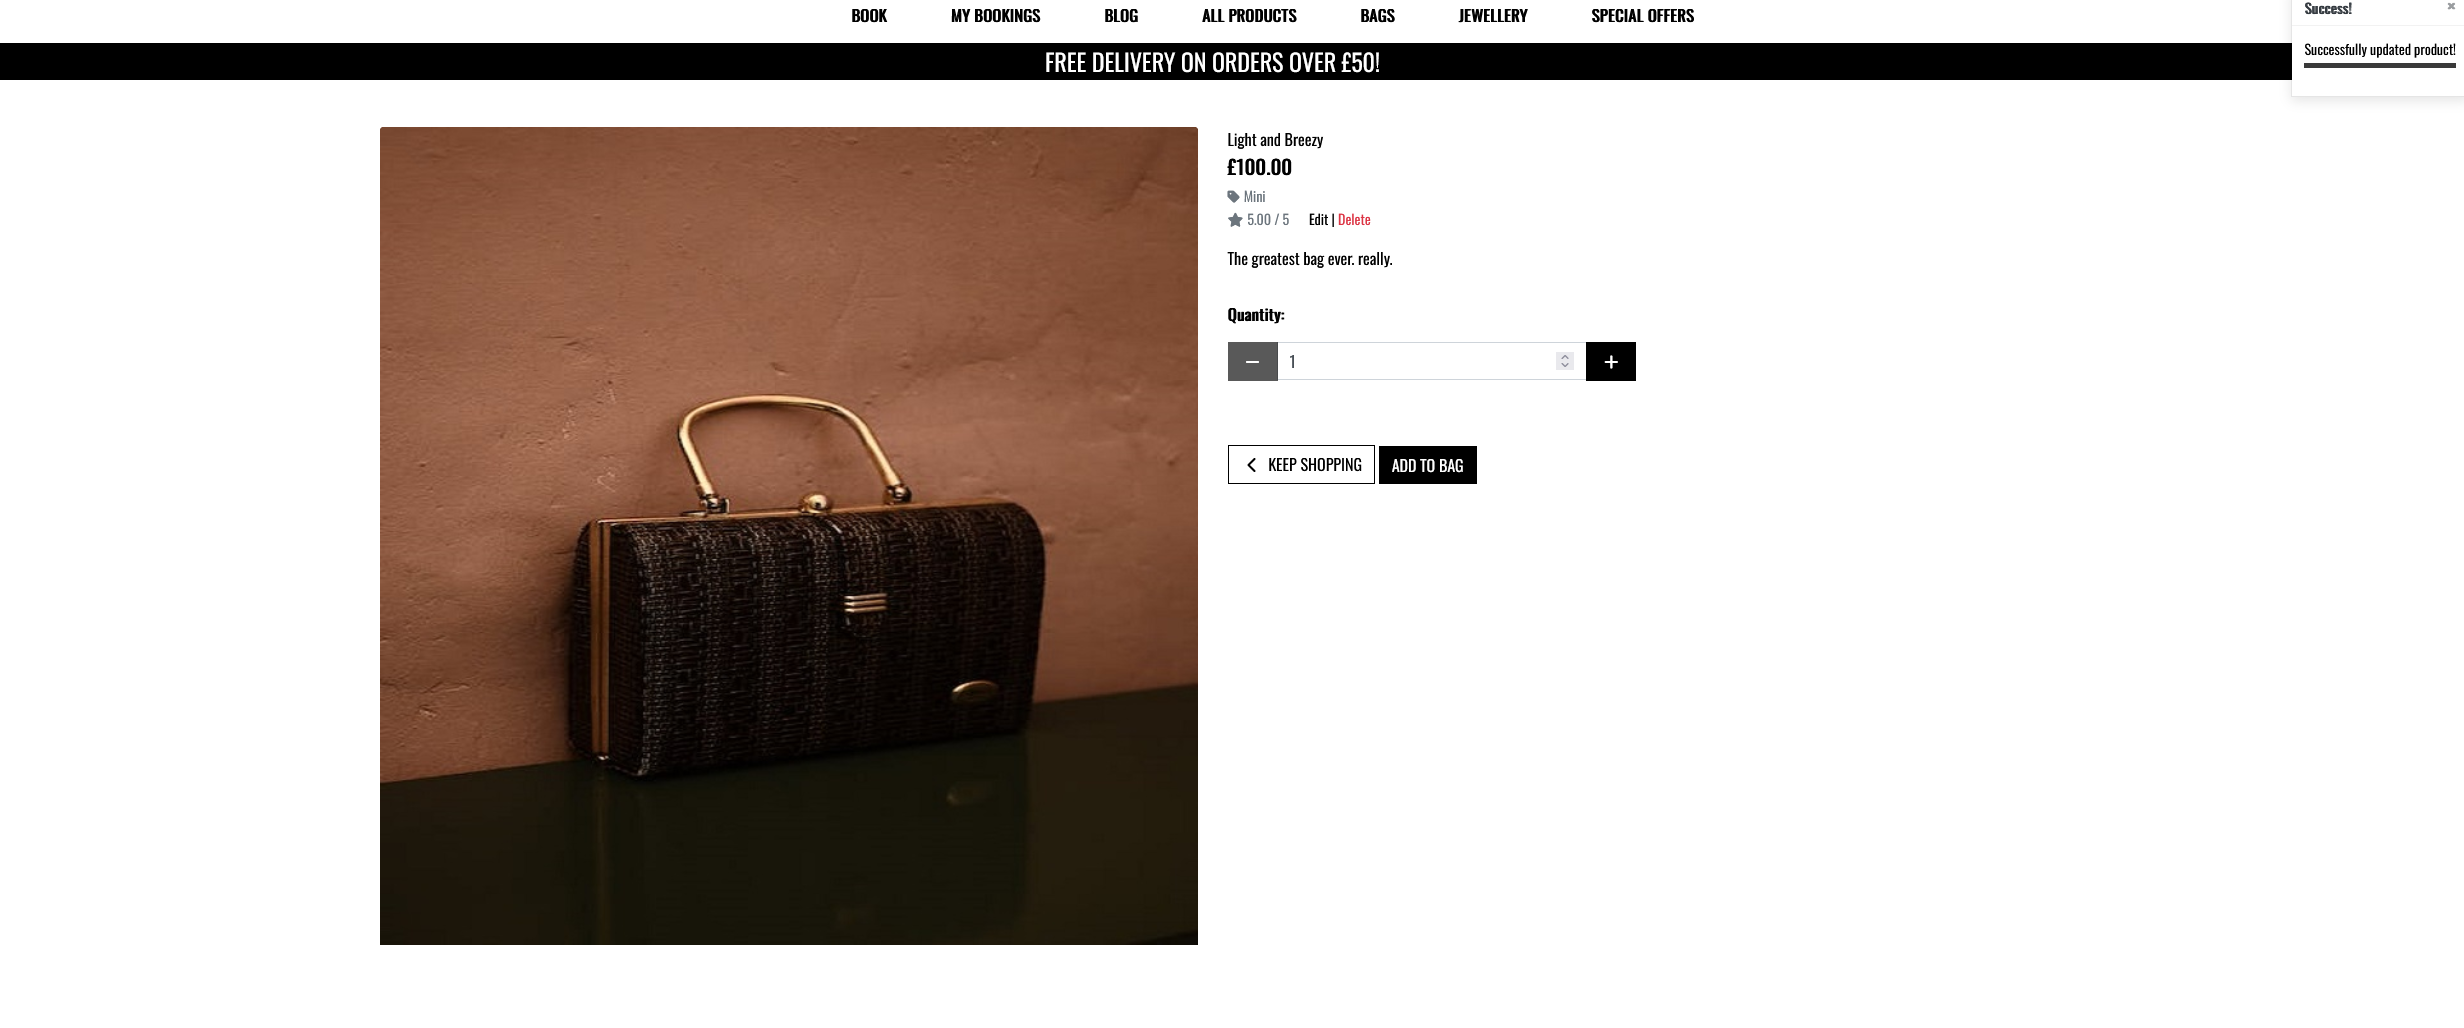 BOOK MY BOOKINGS BLOG ALL PRODUCTS BAGS JEWELLERY SPECIAL OFFERS
Success! ×
FREE DELIVERY ON ORDERS OVER £50!
Successfully updated product!
Light and Breezy
£100.00
Mini
5.00 / 5 Edit | Delete
The greatest bag ever. really.
Quantity:
− 1 +
KEEP SHOPPING ADD TO BAG